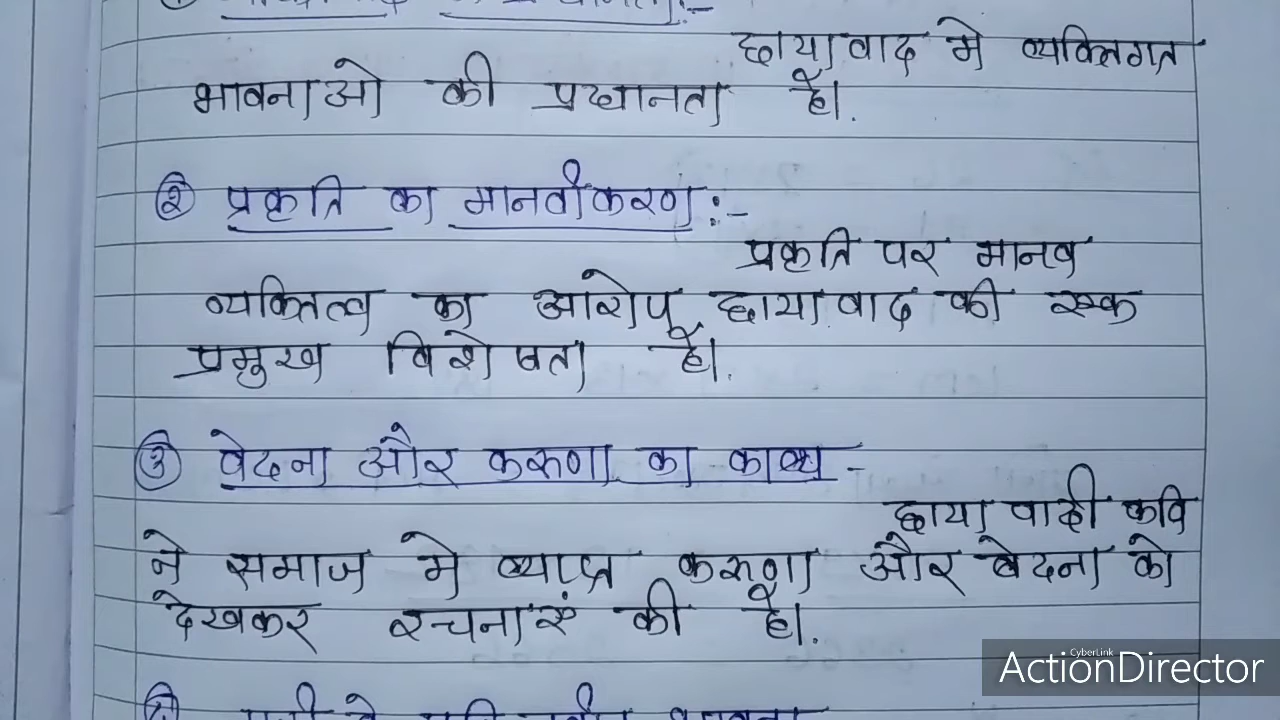 छायावाद मे व्यक्तिगत
भावनाओ की प्रधानता है।
② प्रकृति का मानवीकरण :-
प्रकृति पर मानव
व्यक्तित्व का आरोप छायावाद की एक
प्रमुख विशेषता है।
③ वेदना और करुणा का काव्य -
छायावादी कवि
ने समाज मे व्याप्त करुणा और वेदना को
देखकर रचनाएं की है।
CyberLink
ActionDirector